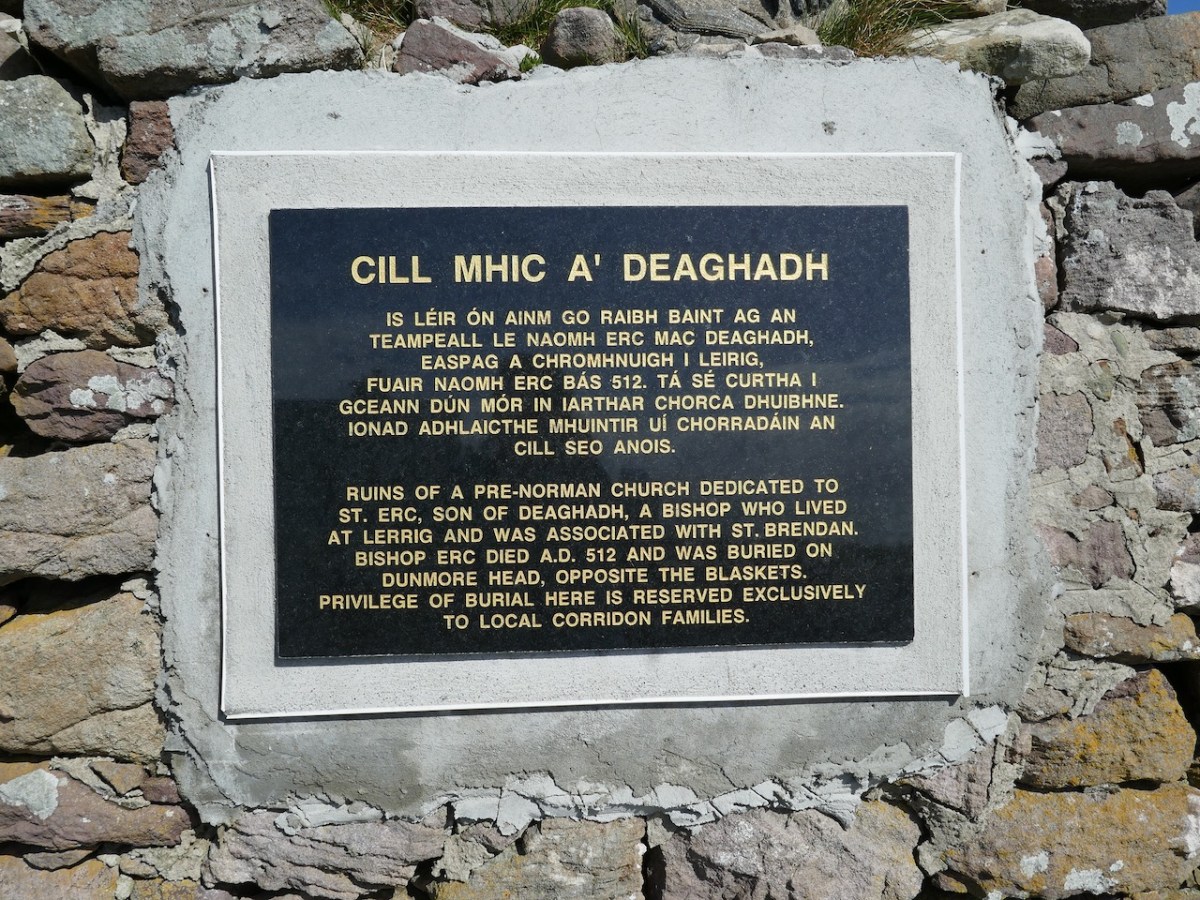 CILL MHIC A' DEAGHADH
IS LÉIR ÓN AINM GO RAIBH BAINT AG AN
TEAMPEALL LE NAOMH ERC MAC DEAGHADH,
EASPAG A CHROMHNUIGH I LEIRIG,
FUAIR NAOMH ERC BÁS 512. TÁ SÉ CURTHA I
GCEANN DÚN MÓR IN IARTHAR CHORCA DHUIBHNE.
IONAD ADHLAICTHE MHUINTIR UÍ CHORRADÁIN AN
CILL SEO ANOIS.
RUINS OF A PRE-NORMAN CHURCH DEDICATED TO
ST. ERC, SON OF DEAGHADH, A BISHOP WHO LIVED
AT LERRIG AND WAS ASSOCIATED WITH ST. BRENDAN.
BISHOP ERC DIED A.D. 512 AND WAS BURIED ON
DUNMORE HEAD, OPPOSITE THE BLASKETS.
PRIVILEGE OF BURIAL HERE IS RESERVED EXCLUSIVELY
TO LOCAL CORRIDON FAMILIES.